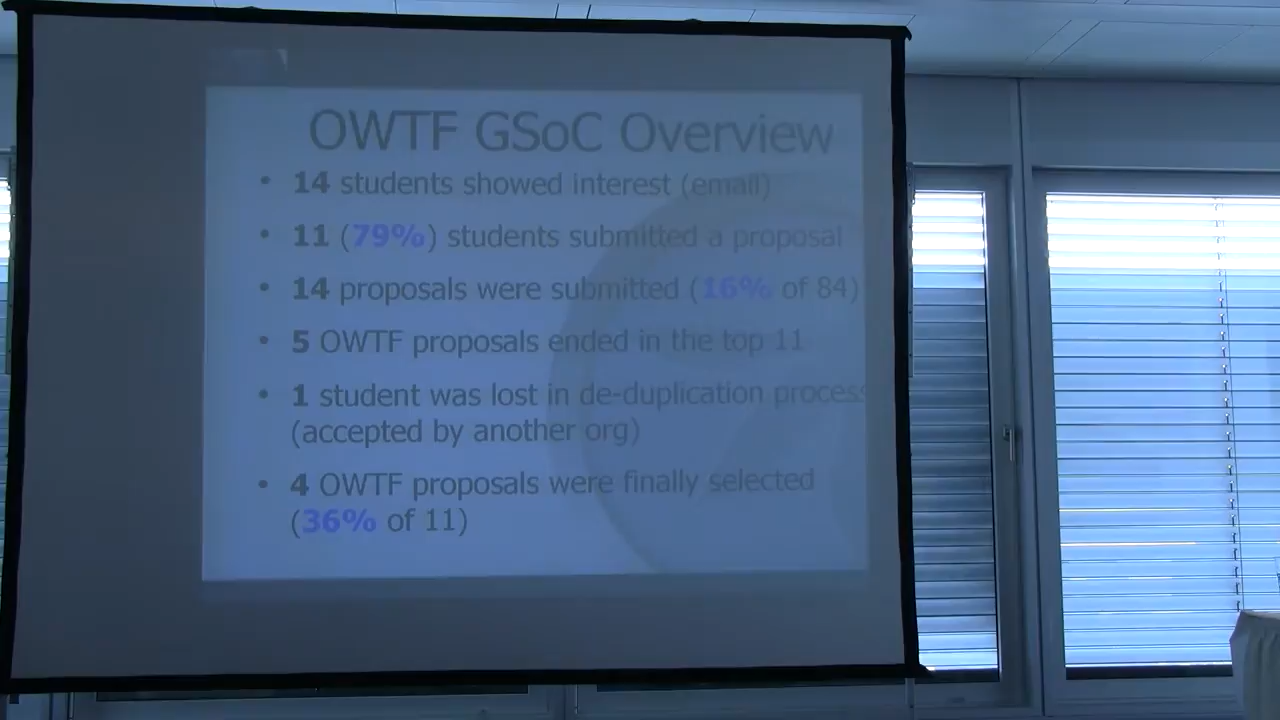 OWTF GSoC Overview
• 14 students showed interest (email)
• 11 (79%) students submitted a proposal
• 14 proposals were submitted (16% of 84)
• 5 OWTF proposals ended in the top 11
• 1 student was lost in de-duplication process
(accepted by another org)
• 4 OWTF proposals were finally selected
(36% of 11)